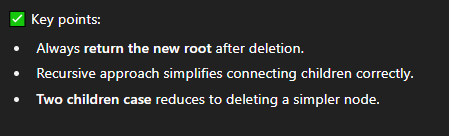 ✅ Key points:
• Always return the new root after deletion.
• Recursive approach simplifies connecting children correctly.
• Two children case reduces to deleting a simpler node.